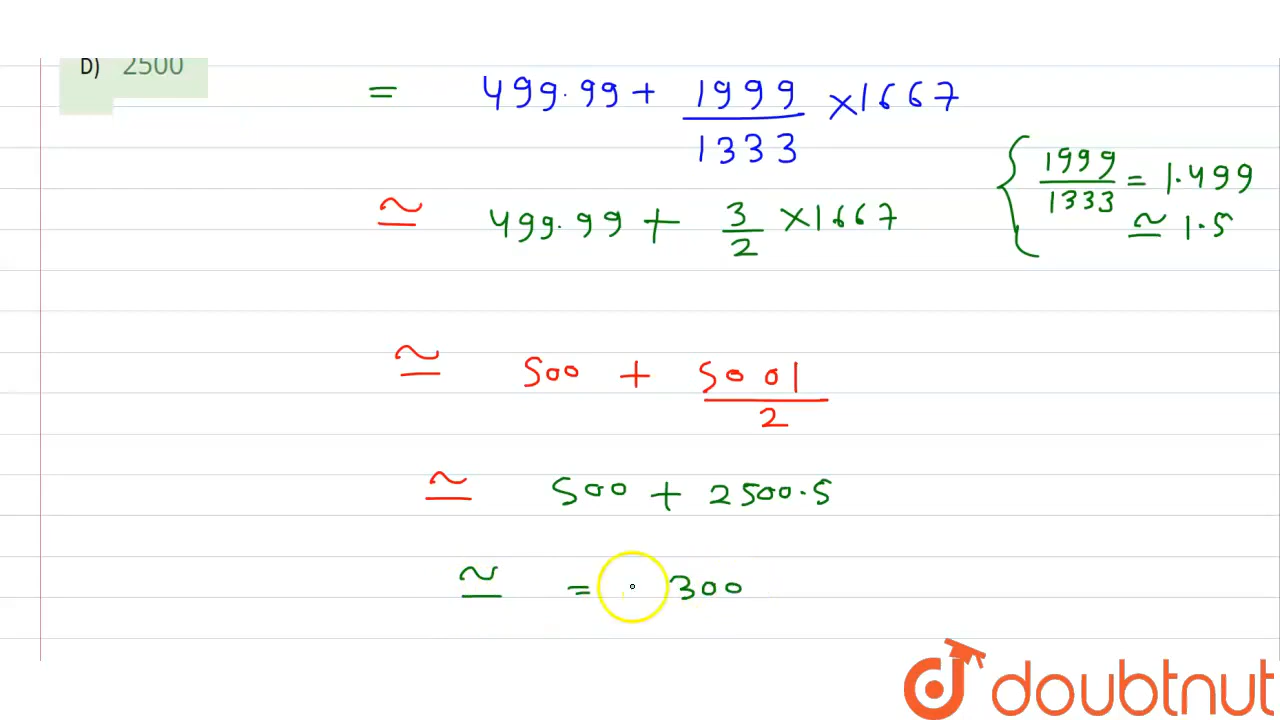 D) 2500
= 499.99 + 1999/1333 × 1667
{ 1999/1333 = 1.499
≅ 1.5
≅ 499.99 + 3/2 × 1667
≅ 500 + 5001/2
≅ 500 + 2500.5
≅ = 300
doubtnut